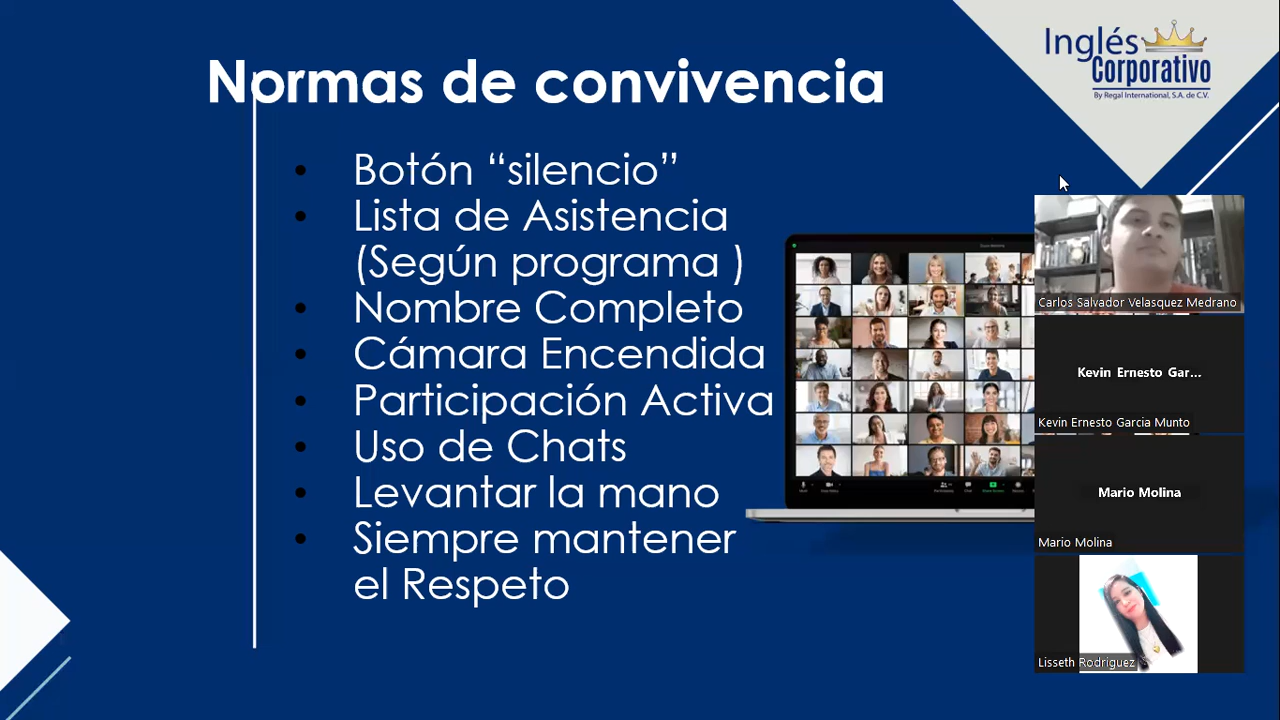 Normas de convivencia
Inglés
Corporativo
By Regal International, S.A. de C.V.
• Botón “silencio”
• Lista de Asistencia
(Según programa )
• Nombre Completo
• Cámara Encendida
• Participación Activa
• Uso de Chats
• Levantar la mano
• Siempre mantener
el Respeto
Carlos Salvador Velasquez Medrano
Kevin Ernesto Gar...
Kevin Ernesto Garcia Munto
Mario Molina
Mario Molina
Lisseth Rodríguez